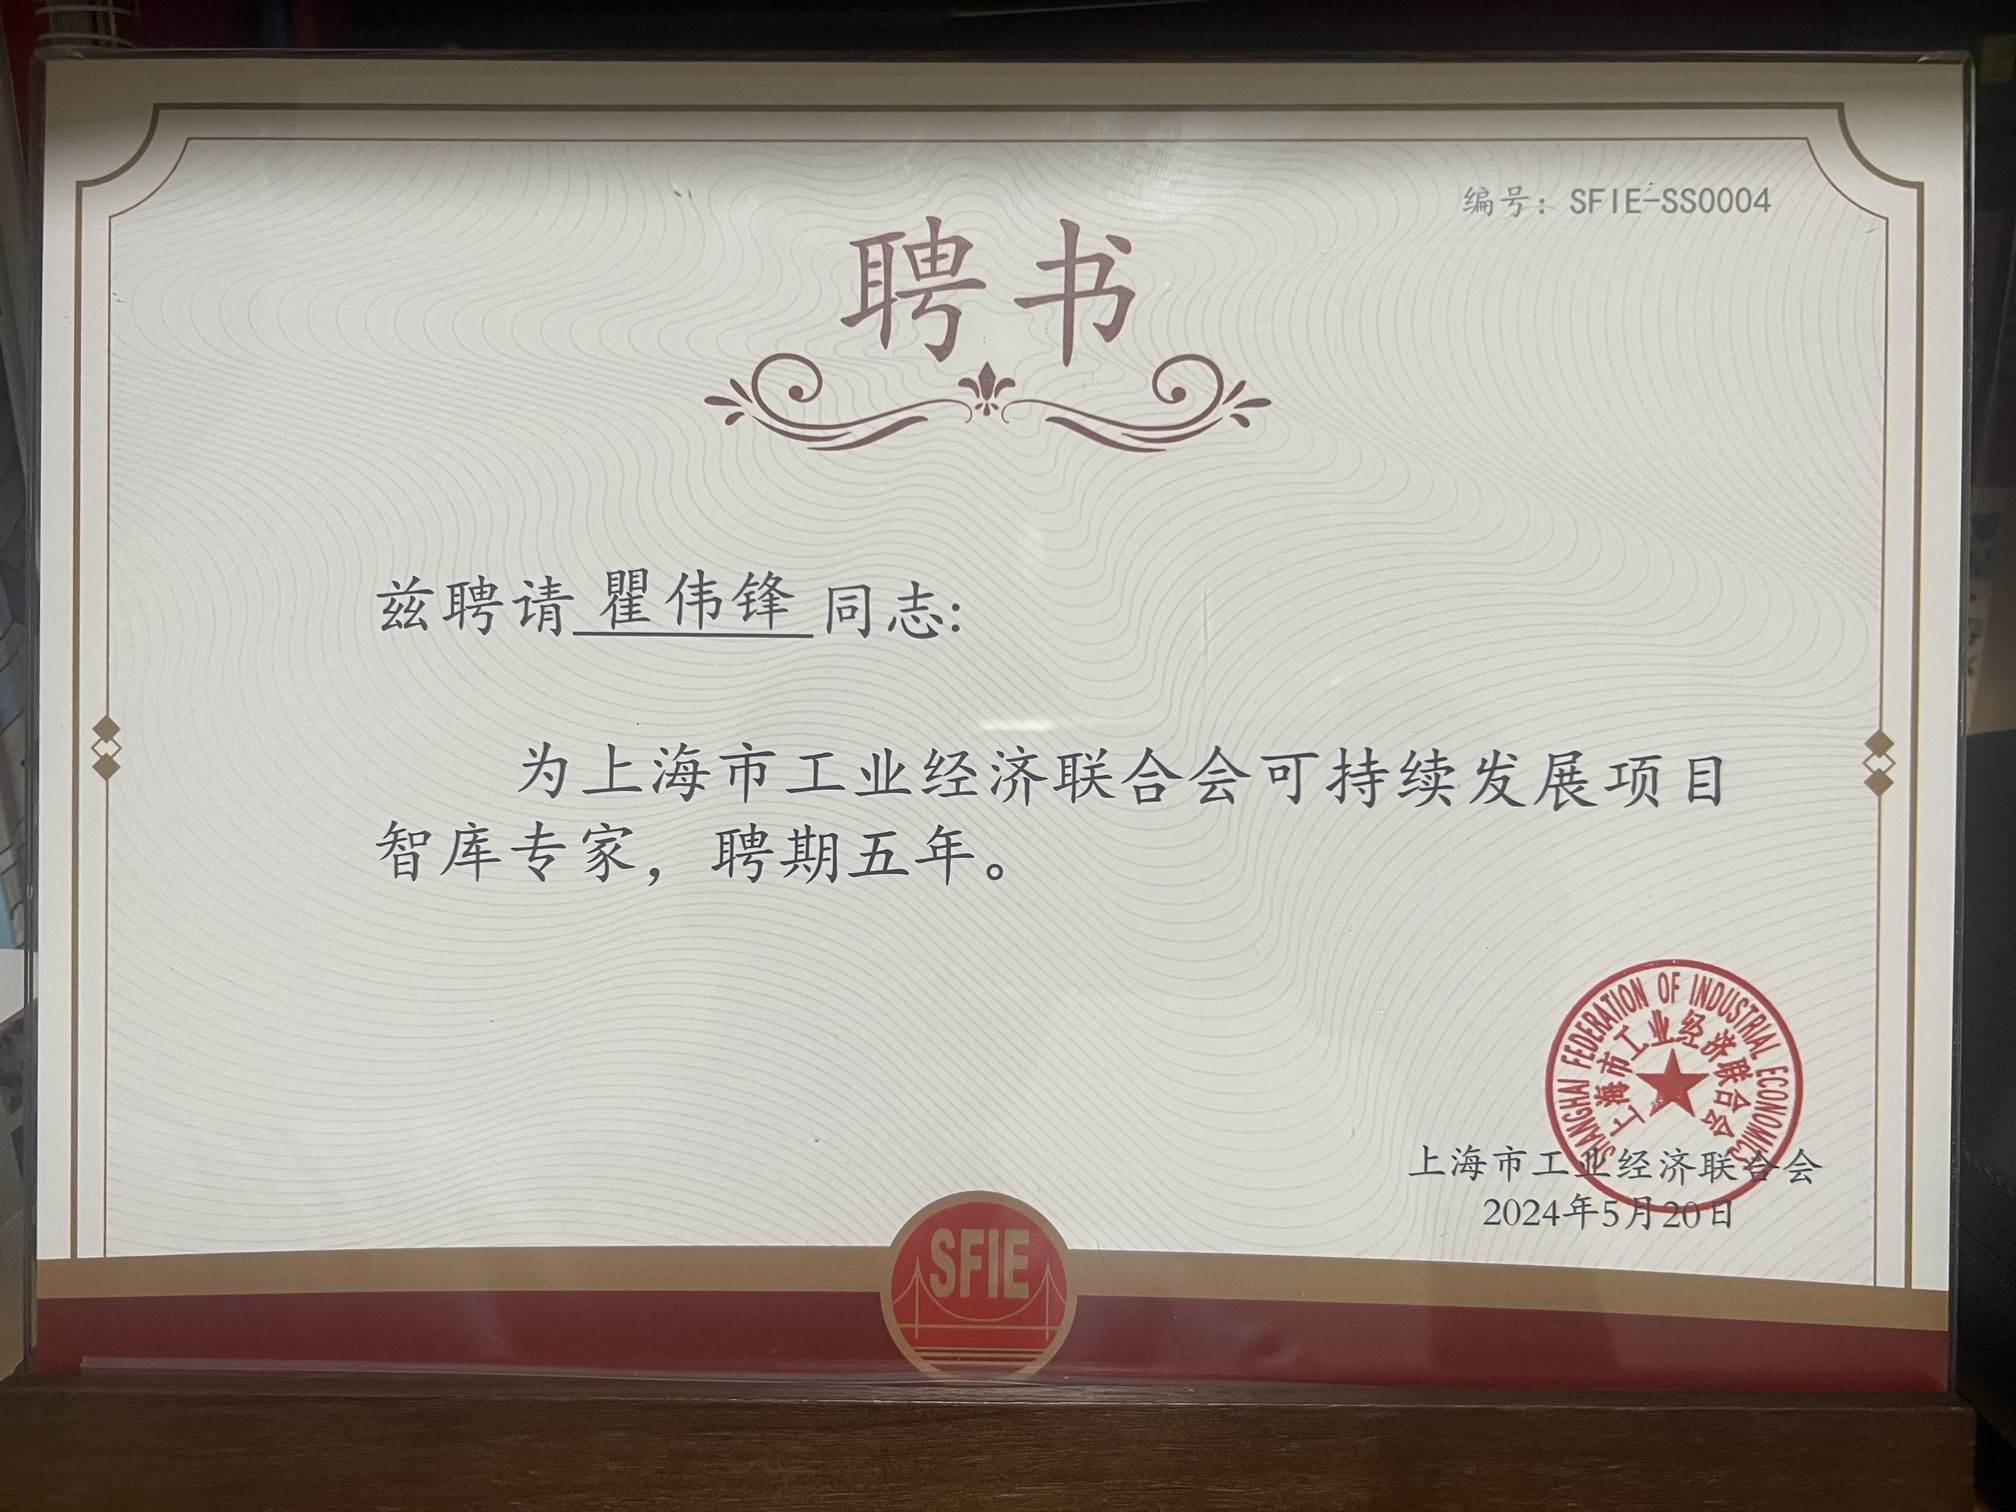 编号：SFIE-SS0004
聘书
兹聘请 瞿伟锋 同志:
为上海市工业经济联合会可持续发展项目
智库专家，聘期五年。
SHANGHAI FEDERATION OF INDUSTRIAL ECONOMICS
上海市工业经济联合会
上海市工业经济联合会
2024年5月20日
SFIE